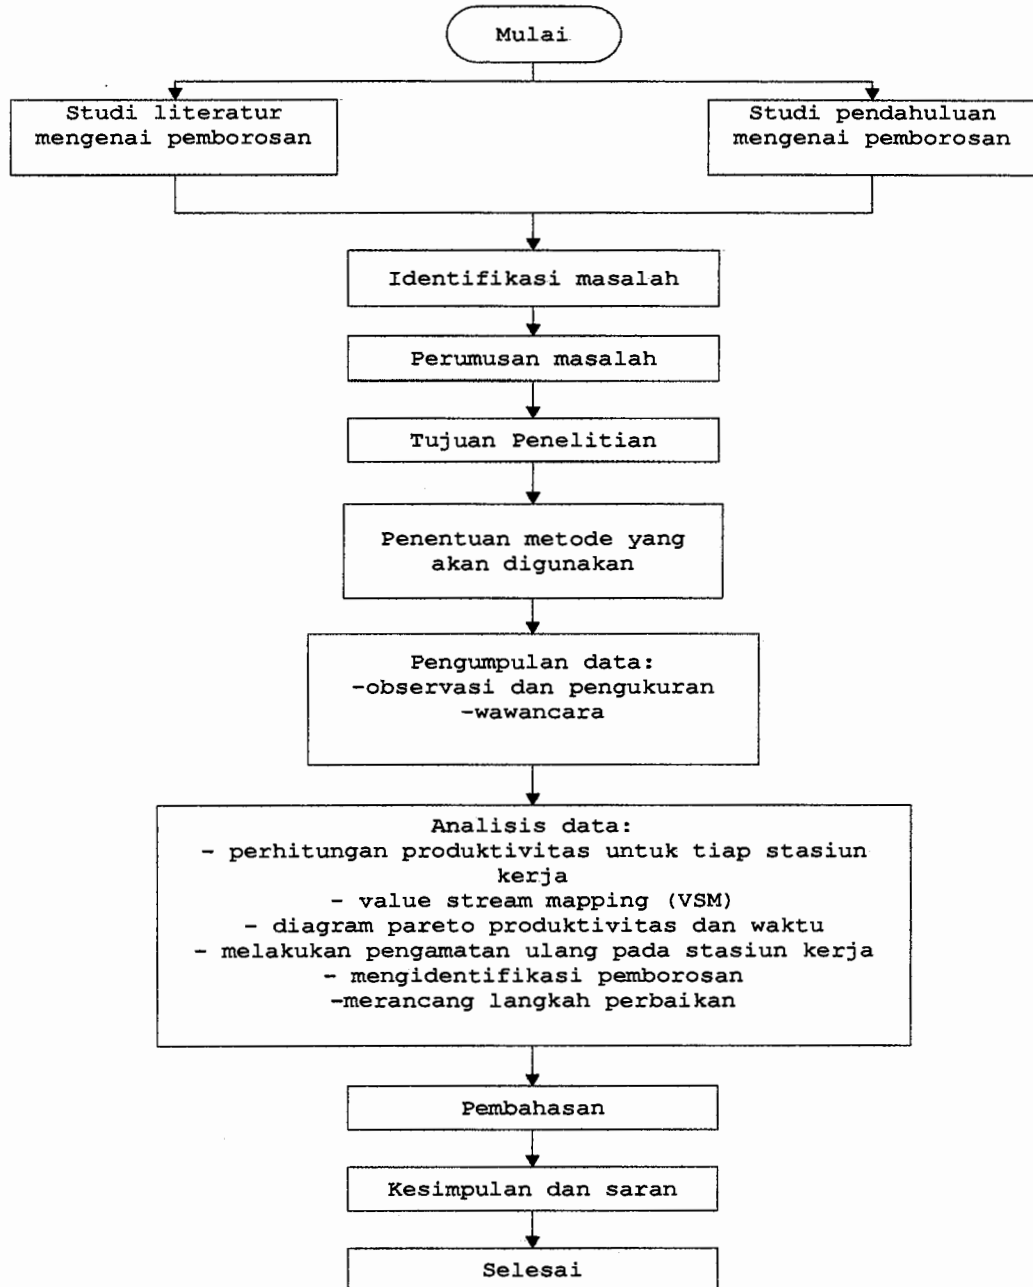 Mulai
Studi literatur
mengenai pemborosan
Studi pendahuluan
mengenai pemborosan
Identifikasi masalah
Perumusan masalah
Tujuan Penelitian
Penentuan metode yang
akan digunakan
Pengumpulan data:
-observasi dan pengukuran
-wawancara
Analisis data:
- perhitungan produktivitas untuk tiap stasiun
kerja
- value stream mapping (VSM)
- diagram pareto produktivitas dan waktu
- melakukan pengamatan ulang pada stasiun kerja
- mengidentifikasi pemborosan
-merancang langkah perbaikan
Pembahasan
Kesimpulan dan saran
Selesai